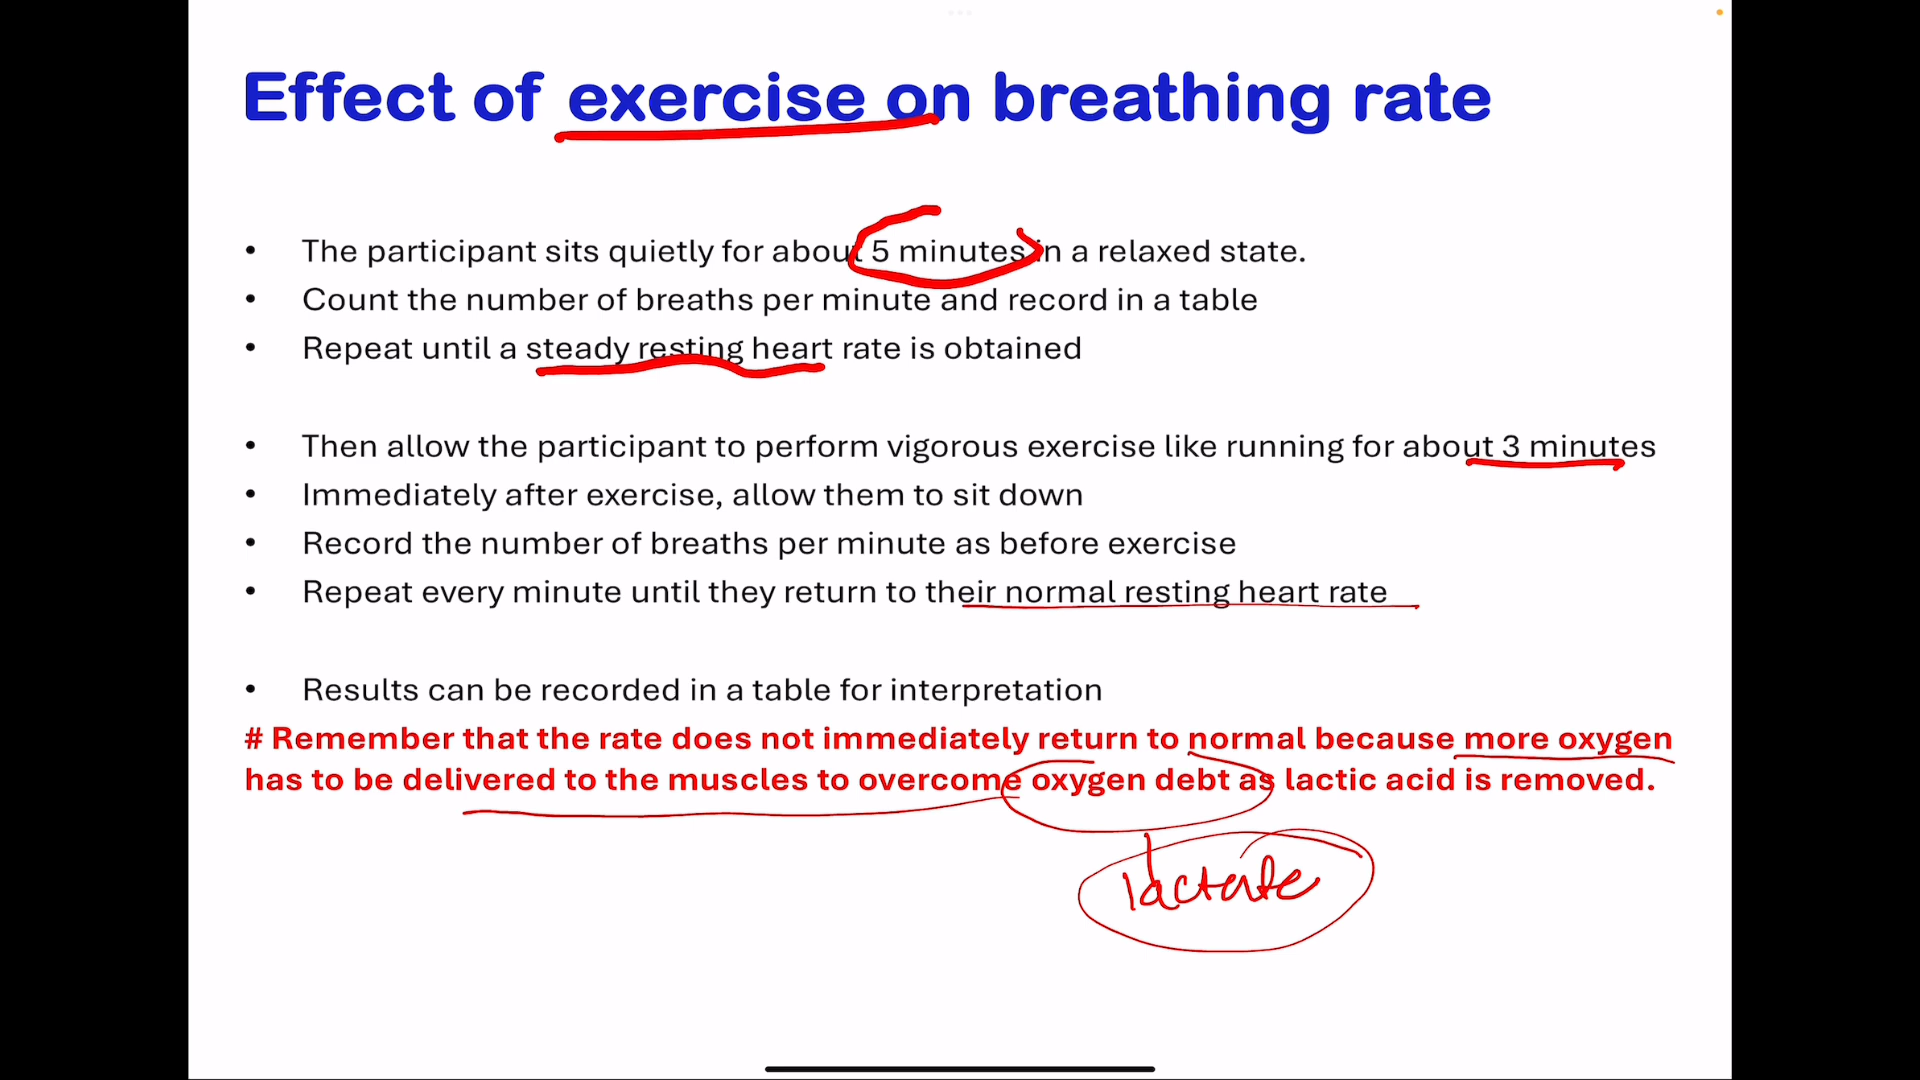 Effect of exercise on breathing rate
• The participant sits quietly for about 5 minutes in a relaxed state.
• Count the number of breaths per minute and record in a table
• Repeat until a steady resting heart rate is obtained
• Then allow the participant to perform vigorous exercise like running for about 3 minutes
• Immediately after exercise, allow them to sit down
• Record the number of breaths per minute as before exercise
• Repeat every minute until they return to their normal resting heart rate
• Results can be recorded in a table for interpretation
# Remember that the rate does not immediately return to normal because more oxygen
has to be delivered to the muscles to overcome oxygen debt as lactic acid is removed.
lactate